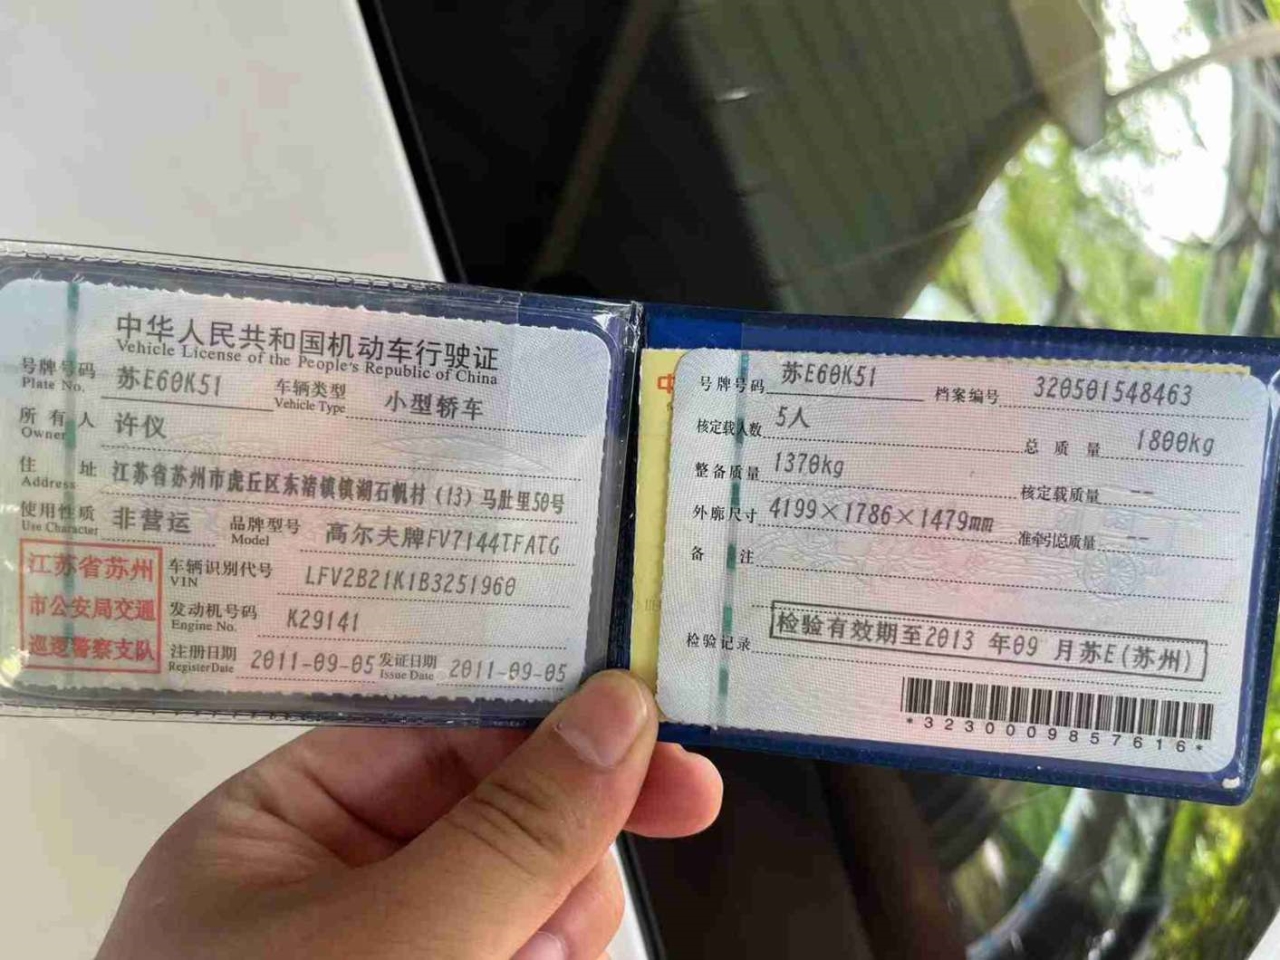 中华人民共和国机动车行驶证
Vehicle License of the People's Republic of China
号牌号码 Plate No. 苏E60K51 车辆类型 Vehicle Type 小型轿车
所有人 Owner 许仪
住址 Address 江苏省苏州市虎丘区东渚镇镇湖石帆村（13）马肚里50号
使用性质 Use Character 非营运 品牌型号 Model 高尔夫牌FV7144TFATG
江苏省苏州
市公安局交通
巡逻警察支队
车辆识别代号 VIN LFV2B21K1B3251960
发动机号码 Engine No. K29141
注册日期 Register Date 2011-09-05 发证日期 Issue Date 2011-09-05
号牌号码 苏E60K51 档案编号 320501548463
核定载人数 5人 总质量 1800kg
整备质量 1370kg 核定载质量 --
外廓尺寸 4199×1786×1479mm 准牵引总质量 --
备注
检验记录 检验有效期至2013 年09 月苏E(苏州)
*3230009857616*